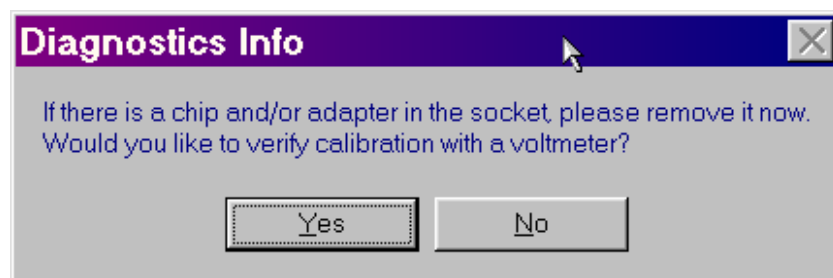 Diagnostics Info
If there is a chip and/or adapter in the socket, please remove it now.
Would you like to verify calibration with a voltmeter?
Yes No